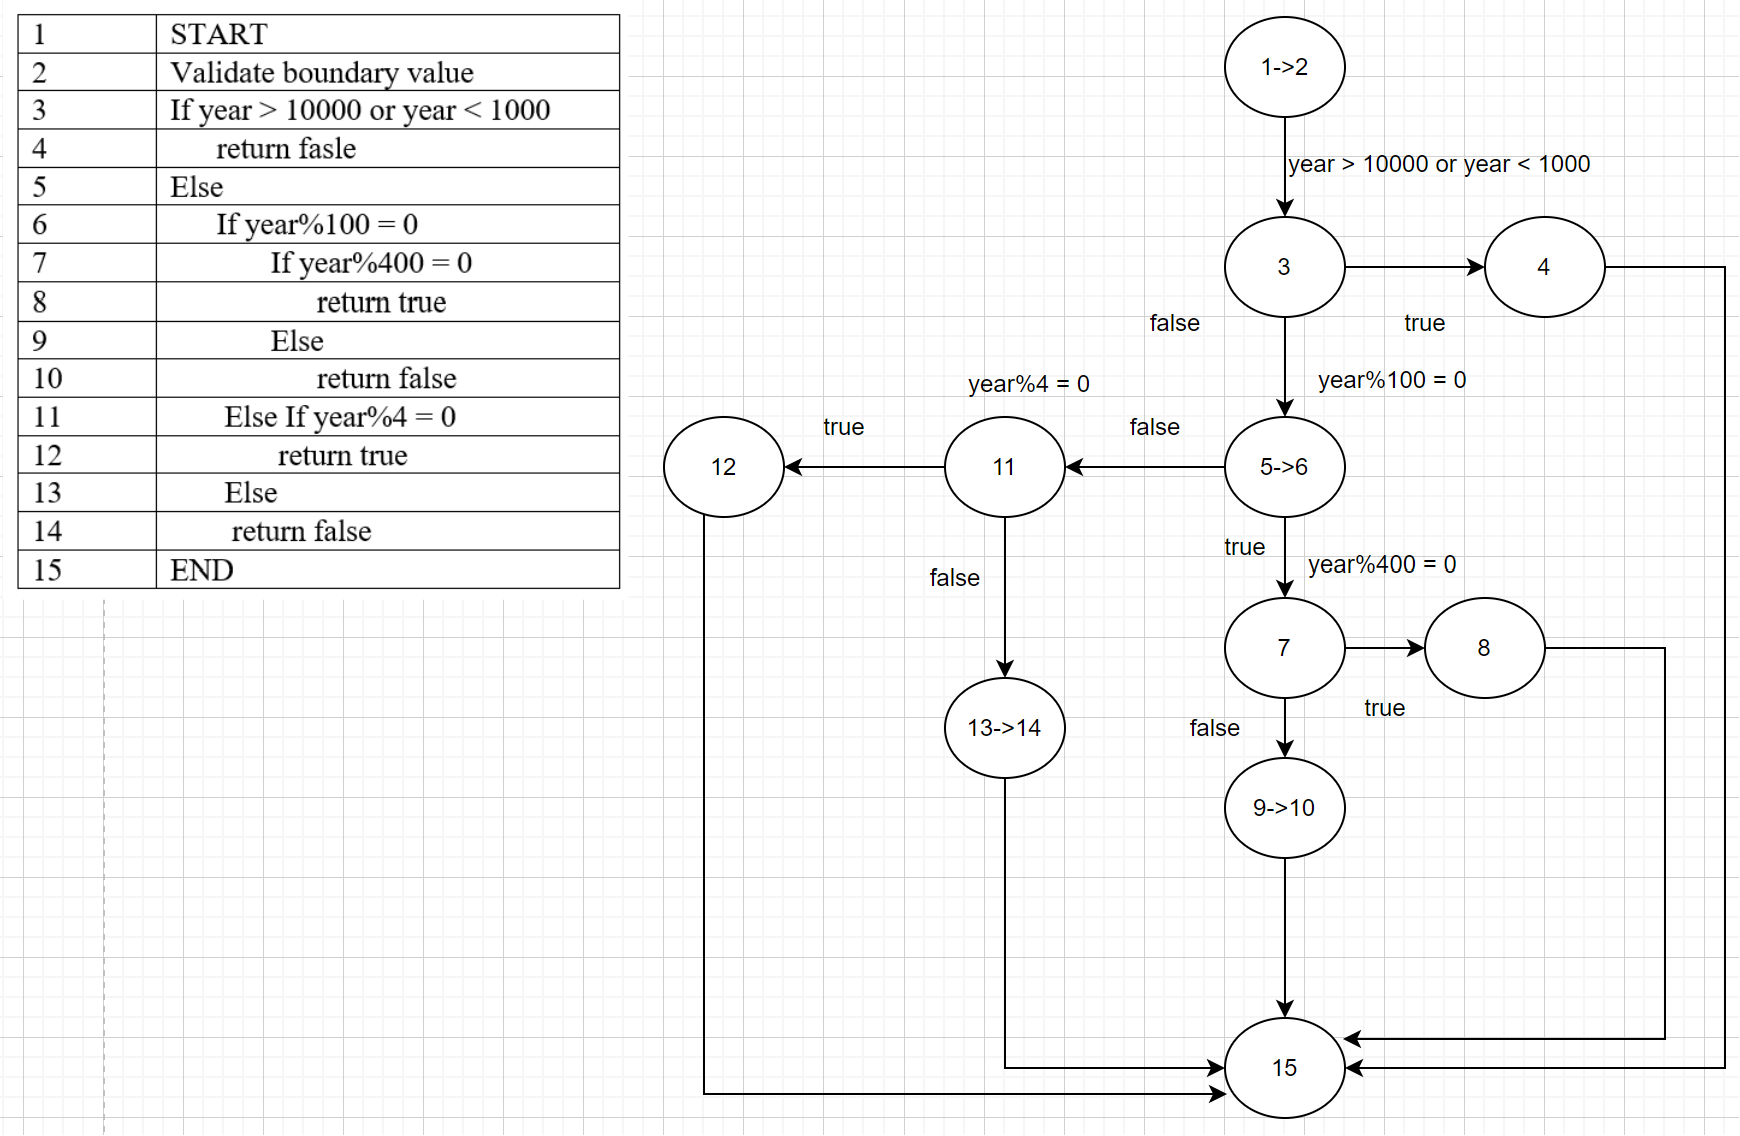 1 START
2 Validate boundary value
3 If year > 10000 or year < 1000
4 return fasle
5 Else
6 If year%100 = 0
7 If year%400 = 0
8 return true
9 Else
10 return false
11 Else If year%4 = 0
12 return true
13 Else
14 return false
15 END
1->2
year > 10000 or year < 1000
3
4
false
true
year%100 = 0
year%4 = 0
true
false
12
11
5->6
true
year%400 = 0
false
7
8
true
false
13->14
9->10
15